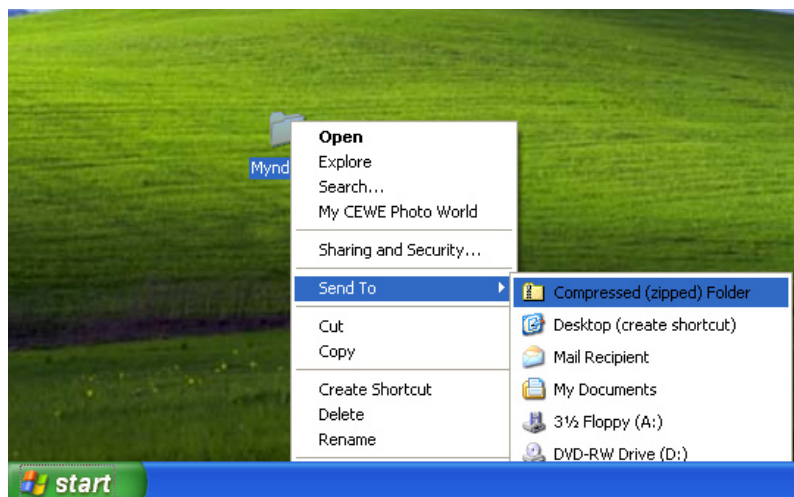 Mynd
Open
Explore
Search...
My CEWE Photo World
Sharing and Security...
Send To
Cut
Copy
Create Shortcut
Delete
Rename
Compressed (zipped) Folder
Desktop (create shortcut)
Mail Recipient
My Documents
3½ Floppy (A:)
DVD-RW Drive (D:)
start